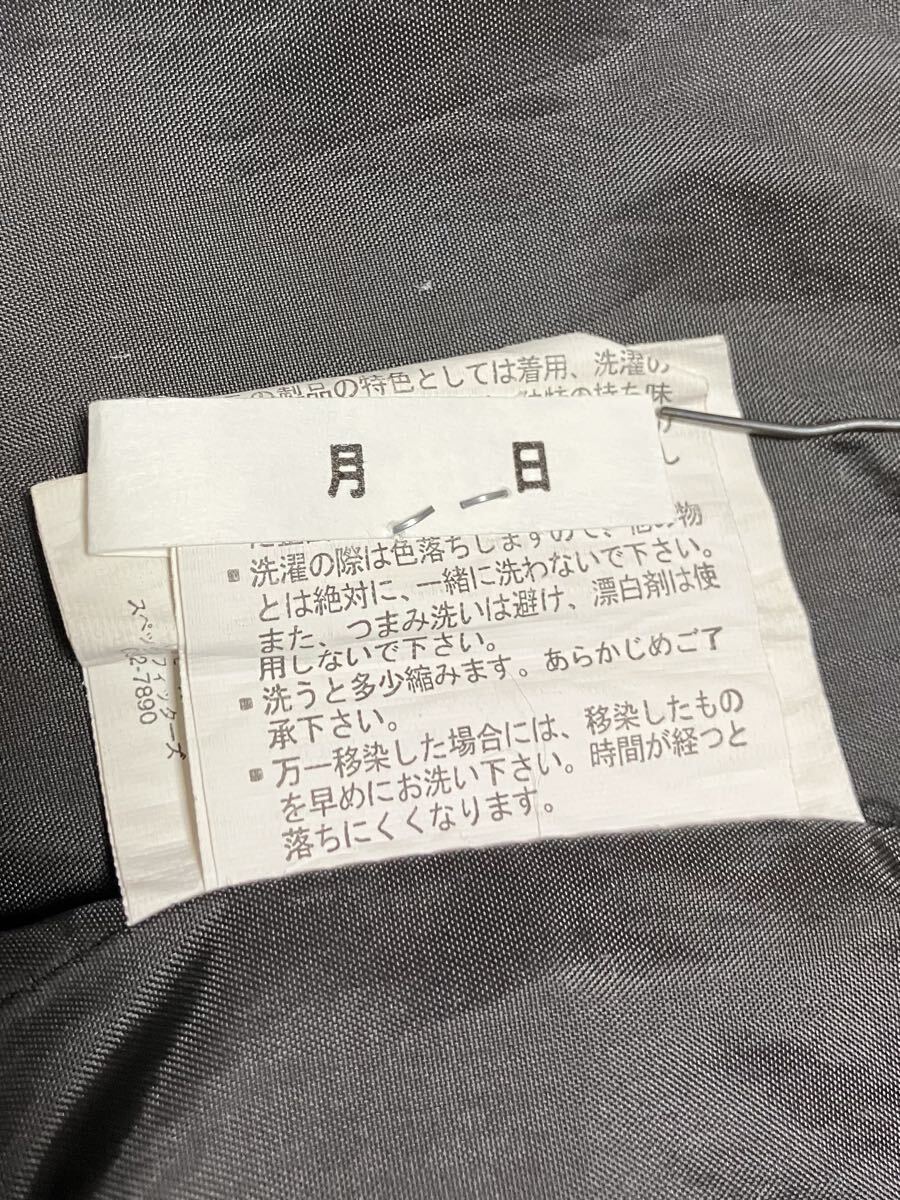 の製品の特色としては着用、洗濯の
の持ち味
月 日
し
洗濯の際は色落ちしますので、他の物
とは絶対に、一緒に洗わないで下さい。
また、つまみ洗いは避け、漂白剤は使
用しないで下さい。
洗うと多少縮みます。あらかじめご了
承下さい。
万一移染した場合には、移染したもの
を早めにお洗い下さい。時間が経つと
落ちにくくなります。
2-7890